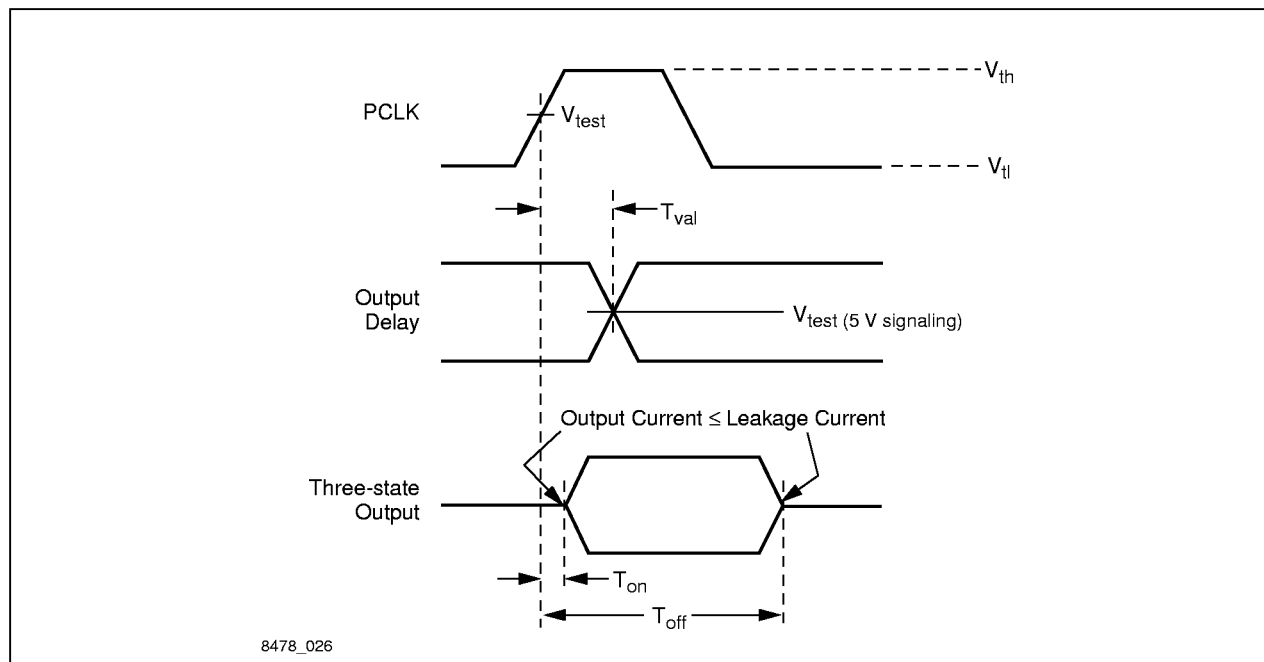 V_th
PCLK
V_test
V_tl
T_val
Output
Delay
V_test (5 V signaling)
Output Current ≤ Leakage Current
Three-state
Output
T_on
T_off
8478_026